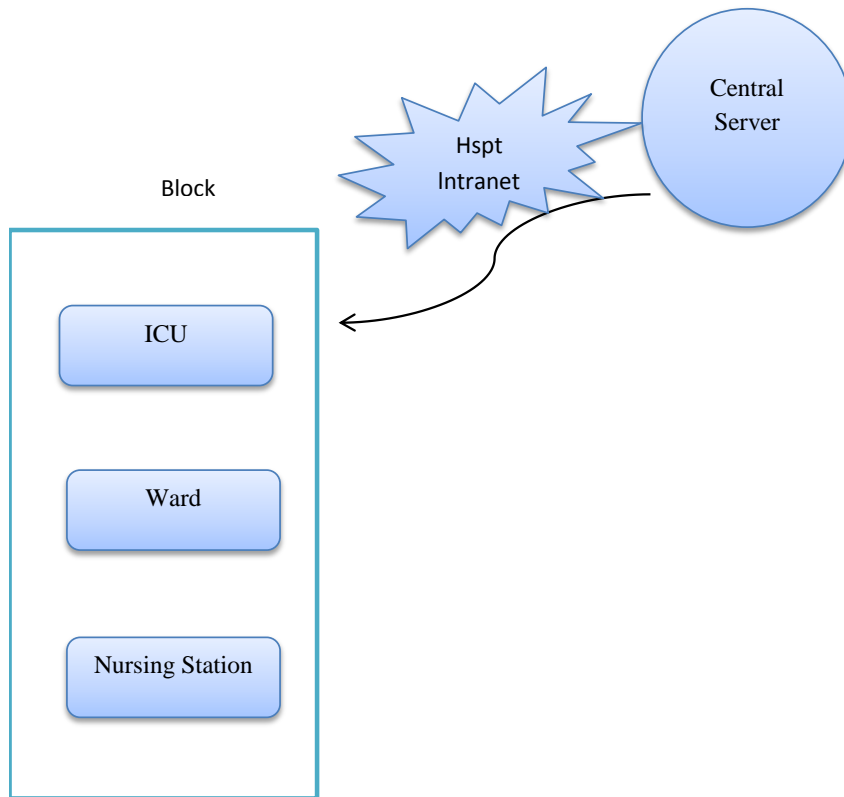 Central
Server
Hspt
Intranet
Block
ICU
Ward
Nursing Station